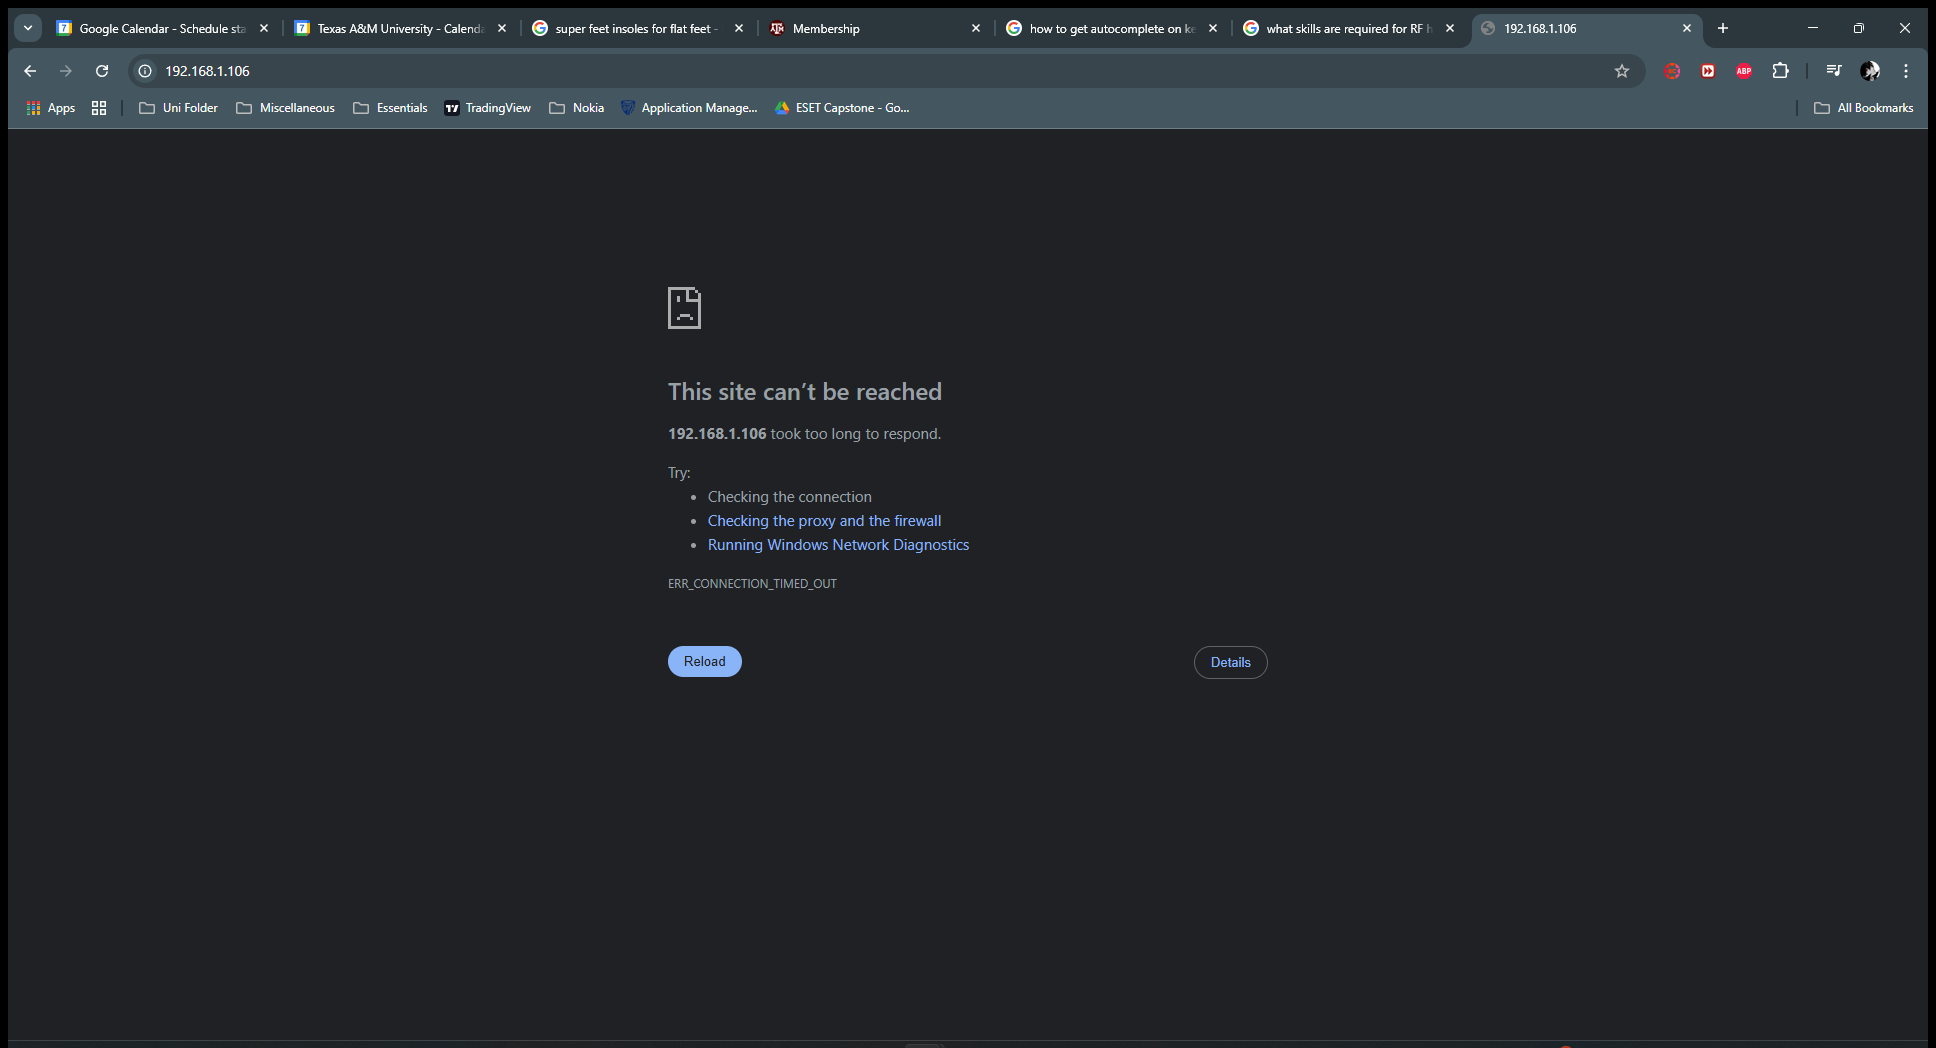 Google Calendar - Schedule sta
Texas A&M University - Calenda
super feet insoles for flat feet -
Membership
how to get autocomplete on ke
what skills are required for RF h
192.168.1.106
192.168.1.106
ABP
Apps
Uni Folder
Miscellaneous
Essentials
TradingView
Nokia
Application Manage...
ESET Capstone - Go...
All Bookmarks
This site can’t be reached
192.168.1.106 took too long to respond.
Try:
• Checking the connection
• Checking the proxy and the firewall
• Running Windows Network Diagnostics
ERR_CONNECTION_TIMED_OUT
Reload
Details